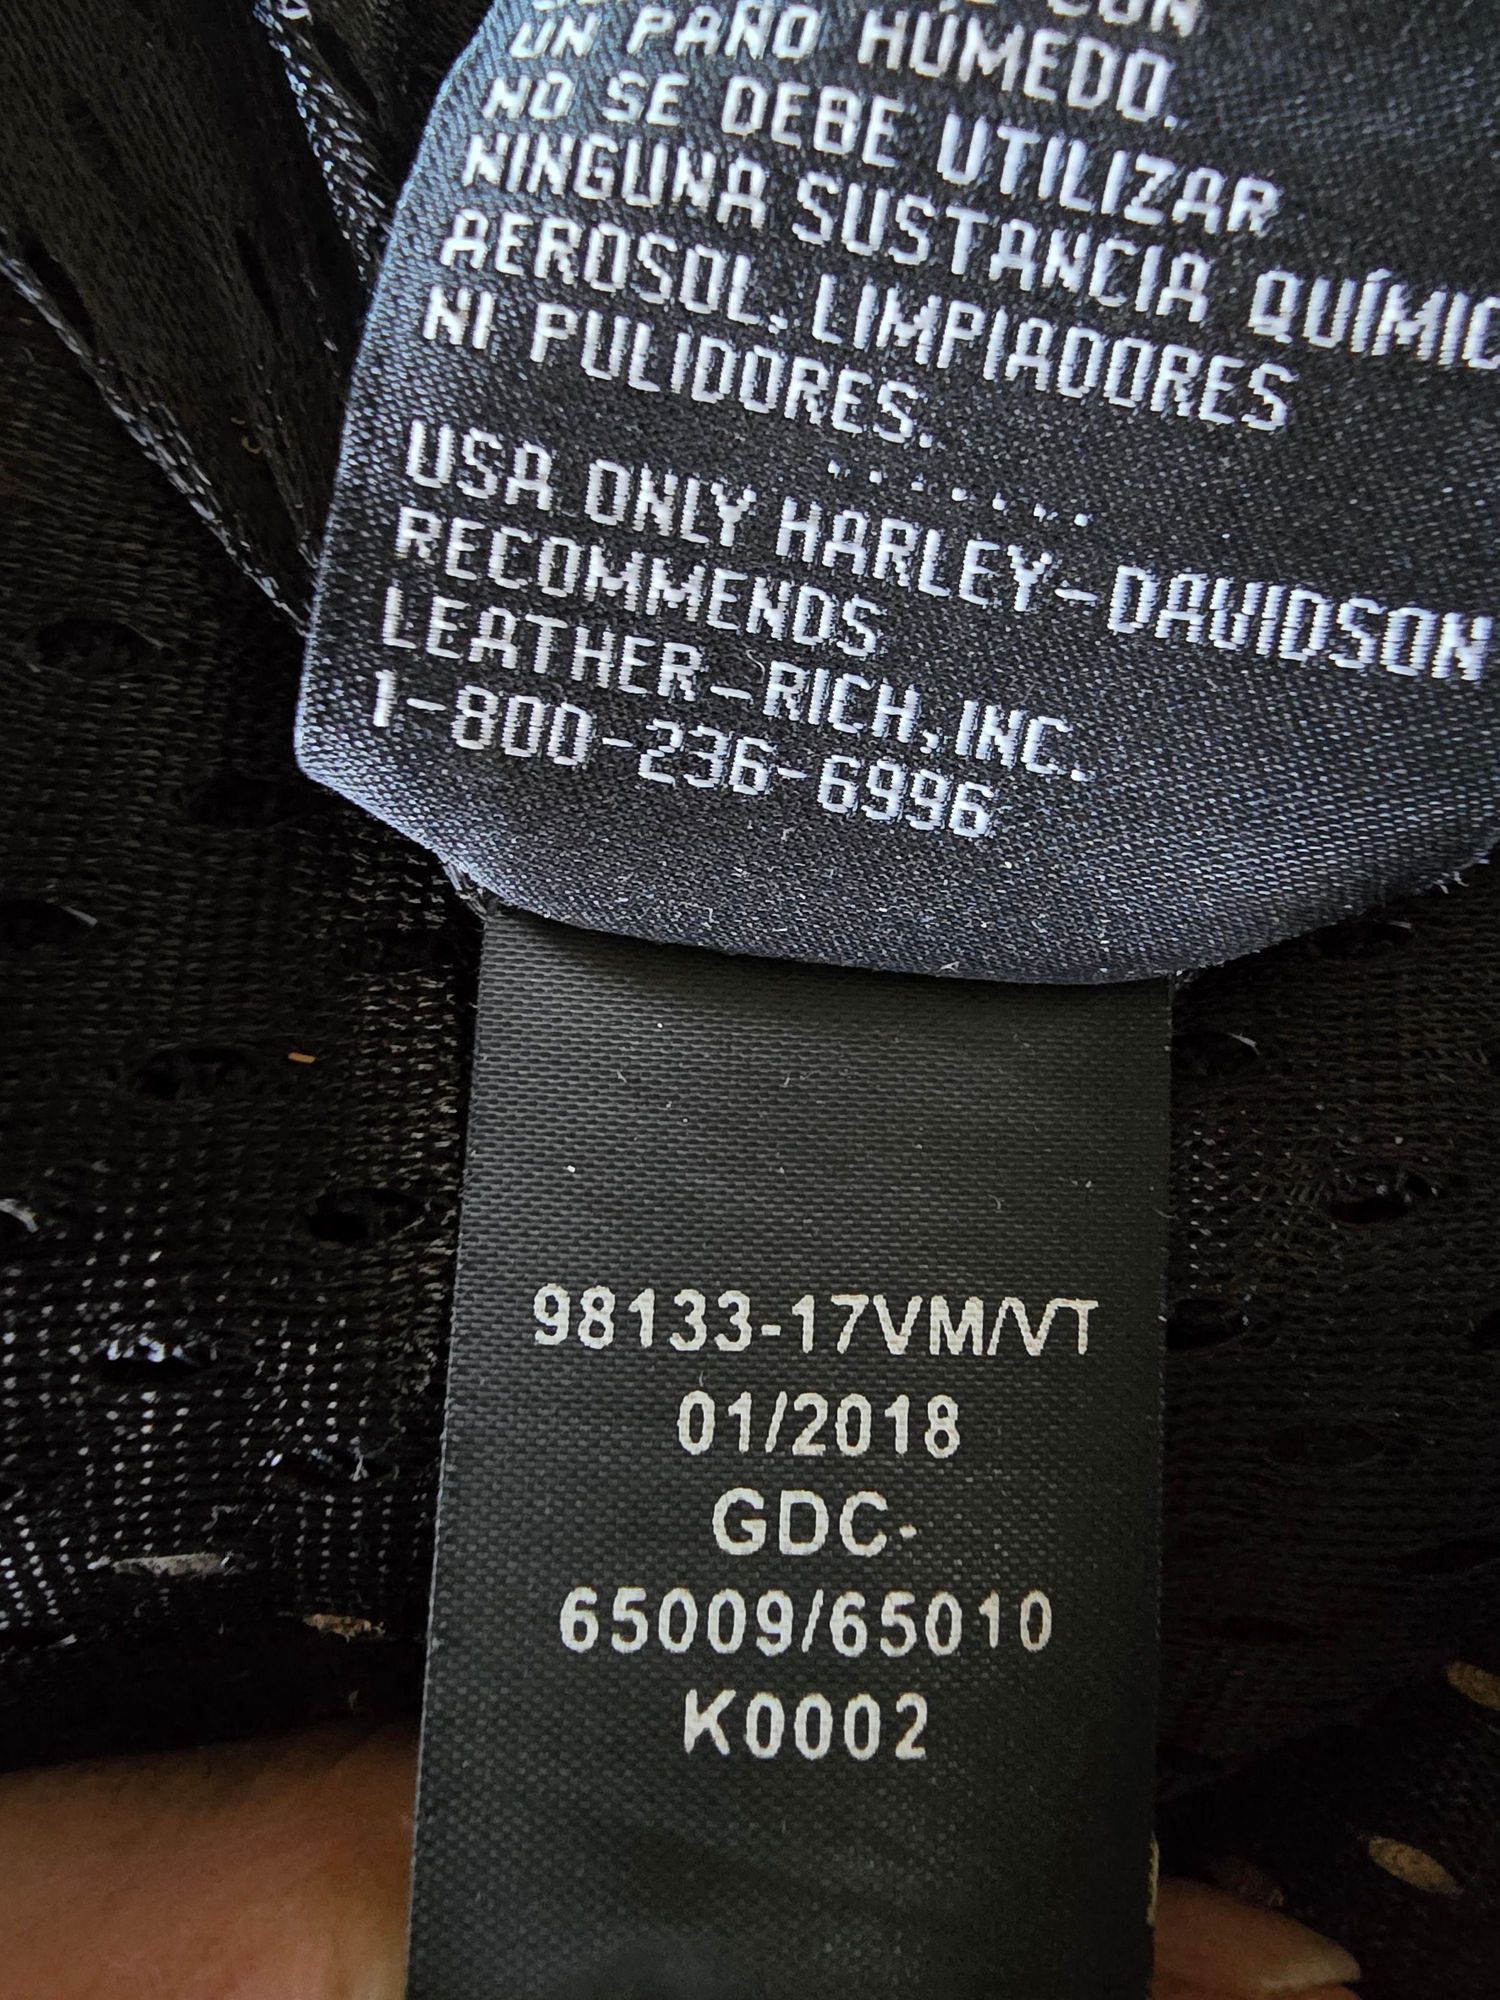 CON
UN PAÑO HÚMEDO.
NO SE DEBE UTILIZAR
NINGUNA SUSTANCIA QUÍMIC
AEROSOL, LIMPIADORES
NI PULIDORES.
.......
USA ONLY HARLEY-DAVIDSON
RECOMMENDS
LEATHER-RICH, INC.
1-800-236-6996
98133-17VM/VT
01/2018
GDC-
65009/65010
K0002